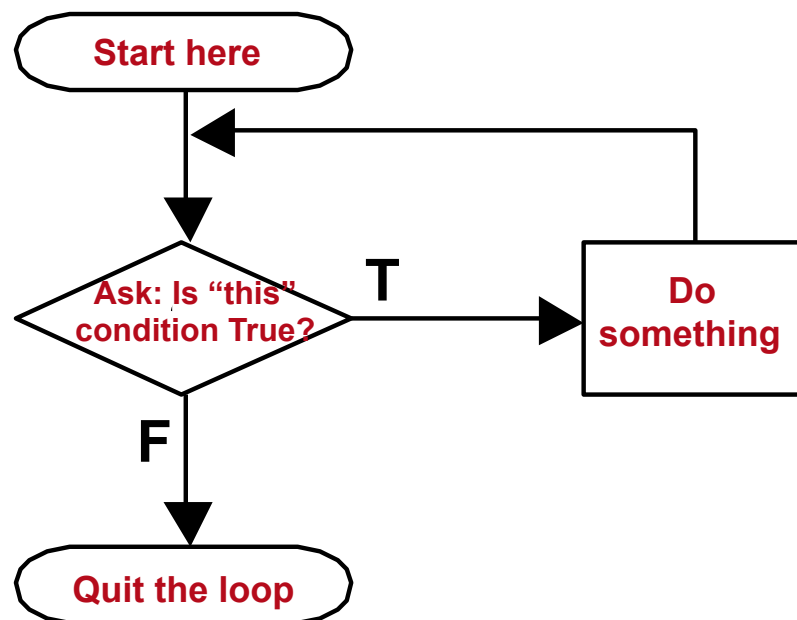 Start here
Ask: Is “this”
condition True?
T
Do
something
F
Quit the loop